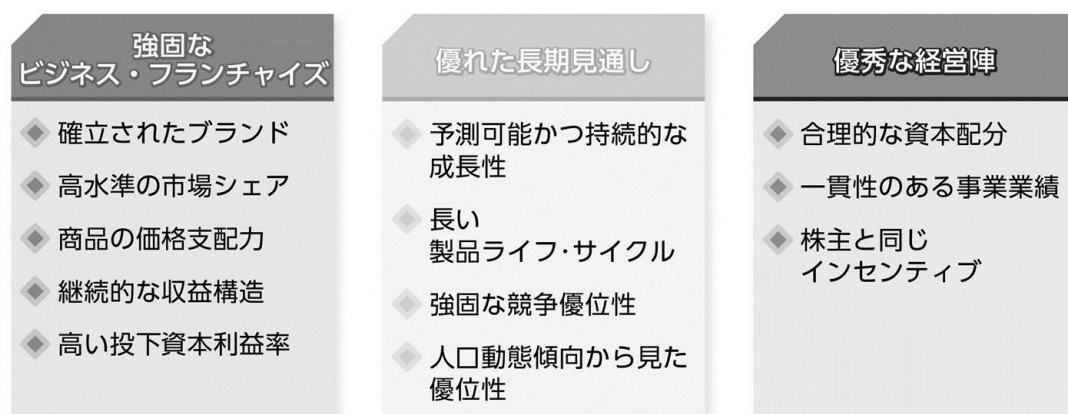 強固な
ビジネス・フランチャイズ
確立されたブランド
高水準の市場シェア
商品の価格支配力
継続的な収益構造
高い投下資本利益率
優れた長期見通し
予測可能かつ持続的な
成長性
長い
製品ライフ・サイクル
強固な競争優位性
人口動態傾向から見た
優位性
優秀な経営陣
合理的な資本配分
一貫性のある事業業績
株主と同じ
インセンティブ